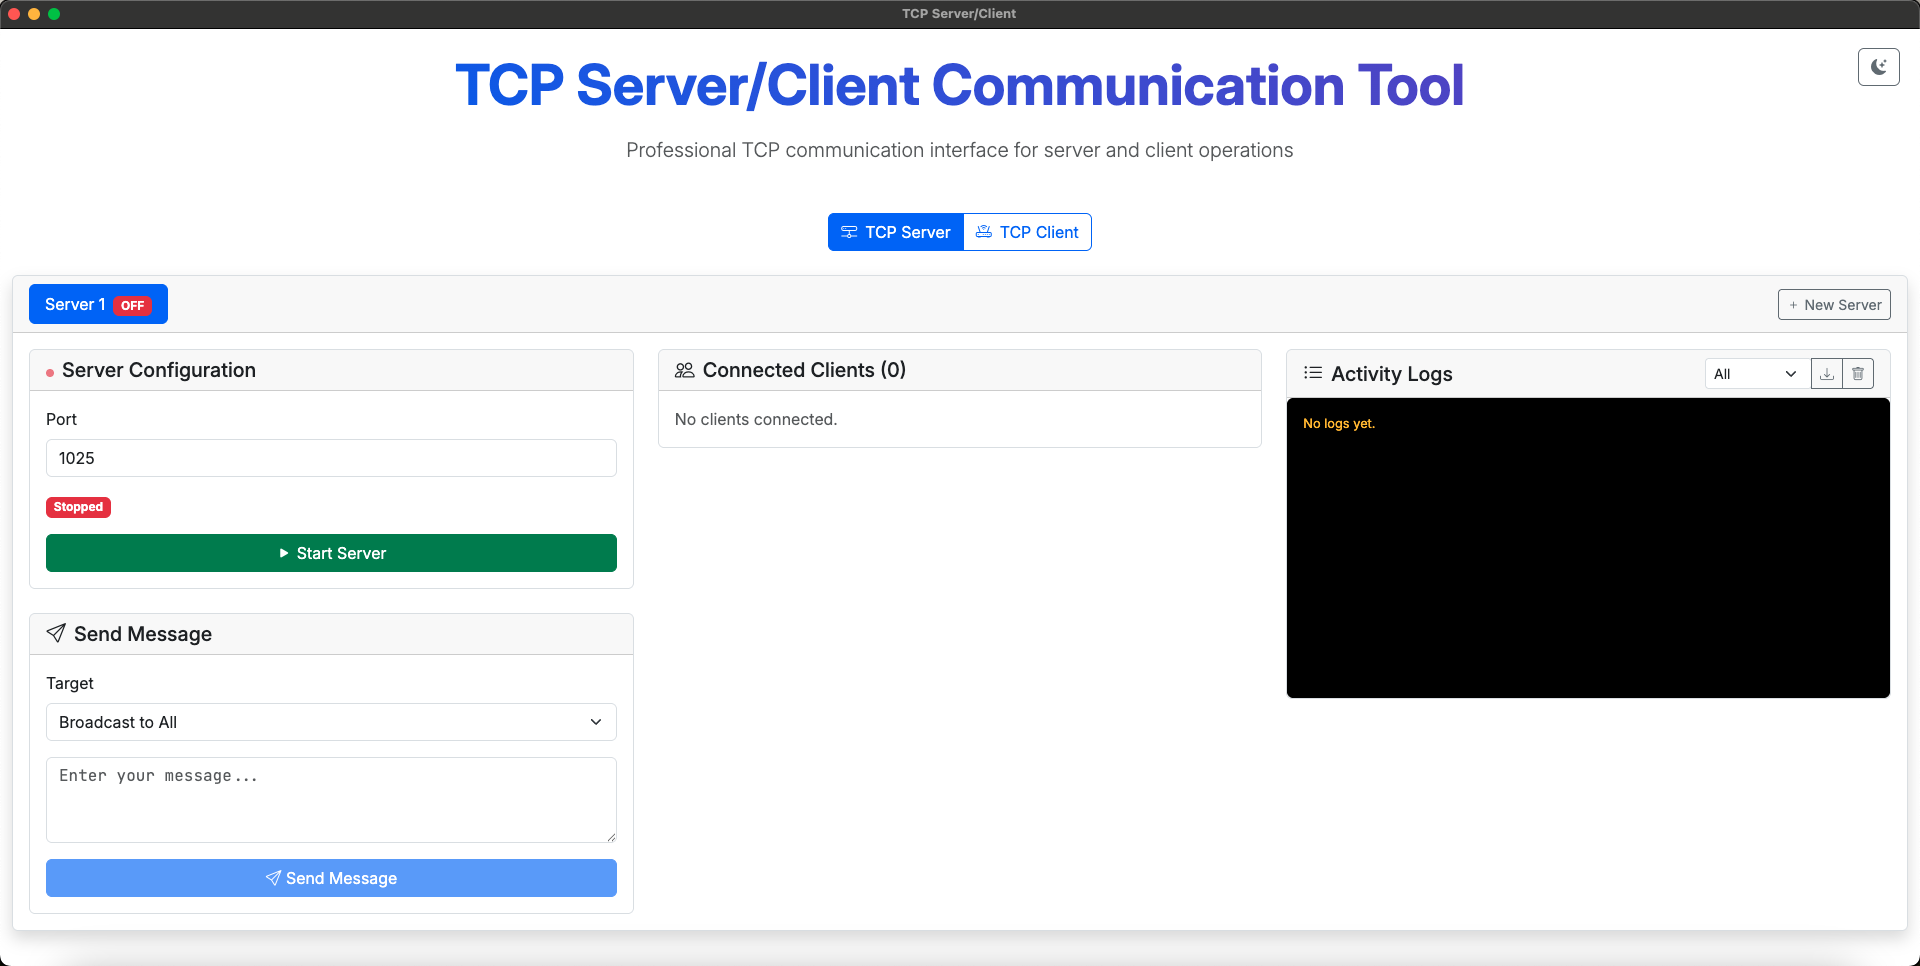 TCP Server/Client
TCP Server/Client Communication Tool
Professional TCP communication interface for server and client operations
TCP Server
TCP Client
Server 1 OFF
+ New Server
Server Configuration
Port
1025
Stopped
Start Server
Send Message
Target
Broadcast to All
Enter your message...
Send Message
Connected Clients (0)
No clients connected.
Activity Logs
All
No logs yet.